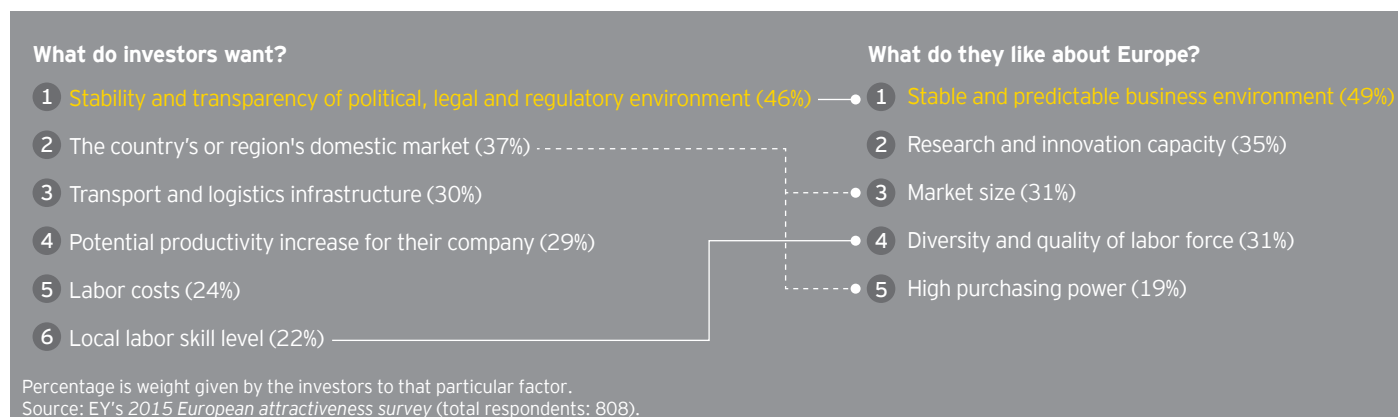 What do investors want?
1 Stability and transparency of political, legal and regulatory environment (46%)
2 The country’s or region's domestic market (37%)
3 Transport and logistics infrastructure (30%)
4 Potential productivity increase for their company (29%)
5 Labor costs (24%)
6 Local labor skill level (22%)
What do they like about Europe?
1 Stable and predictable business environment (49%)
2 Research and innovation capacity (35%)
3 Market size (31%)
4 Diversity and quality of labor force (31%)
5 High purchasing power (19%)
Percentage is weight given by the investors to that particular factor.
Source: EY’s 2015 European attractiveness survey (total respondents: 808).